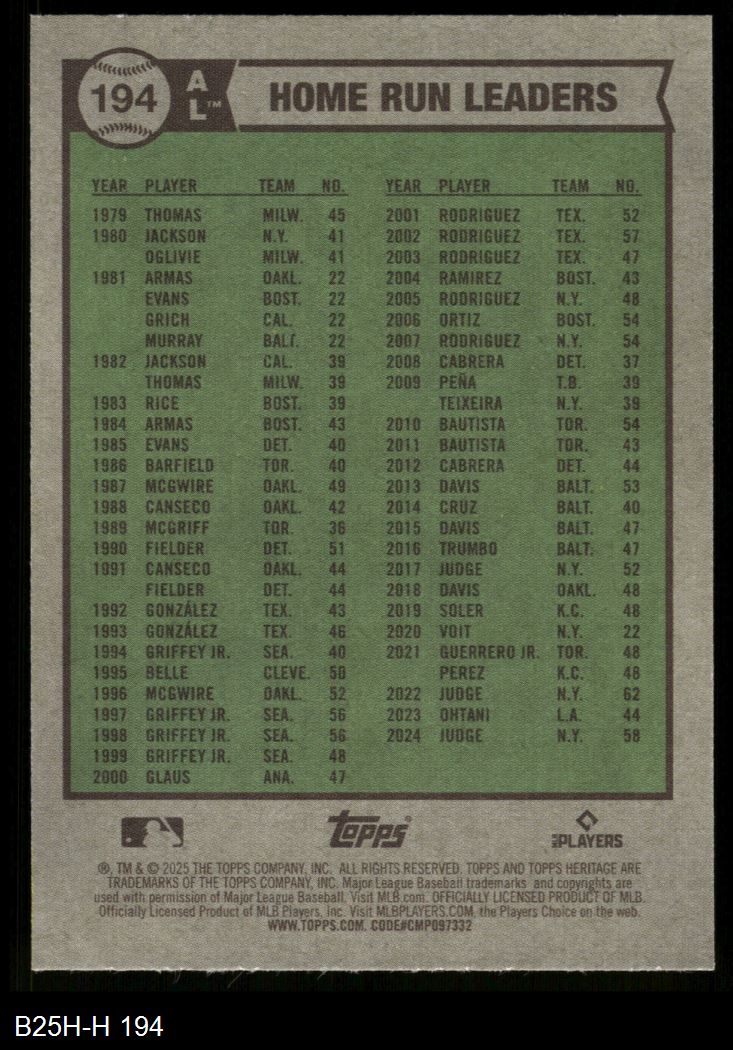 194
AL™
HOME RUN LEADERS
YEAR PLAYER TEAM NO.
1979 THOMAS MILW. 45
1980 JACKSON N.Y. 41
OGLIVIE MILW. 41
1981 ARMAS OAKL. 22
EVANS BOST. 22
GRICH CAL. 22
MURRAY BALT. 22
1982 JACKSON CAL. 39
THOMAS MILW. 39
1983 RICE BOST. 39
1984 ARMAS BOST. 43
1985 EVANS DET. 40
1986 BARFIELD TOR. 40
1987 MCGWIRE OAKL. 49
1988 CANSECO OAKL. 42
1989 MCGRIFF TOR. 36
1990 FIELDER DET. 51
1991 CANSECO OAKL. 44
FIELDER DET. 44
1992 GONZÁLEZ TEX. 43
1993 GONZÁLEZ TEX. 46
1994 GRIFFEY JR. SEA. 40
1995 BELLE CLEVE. 50
1996 MCGWIRE OAKL. 52
1997 GRIFFEY JR. SEA. 56
1998 GRIFFEY JR. SEA. 56
1999 GRIFFEY JR. SEA. 48
2000 GLAUS ANA. 47
YEAR PLAYER TEAM NO.
2001 RODRIGUEZ TEX. 52
2002 RODRIGUEZ TEX. 57
2003 RODRIGUEZ TEX. 47
2004 RAMIREZ BOST. 43
2005 RODRIGUEZ N.Y. 48
2006 ORTIZ BOST. 54
2007 RODRIGUEZ N.Y. 54
2008 CABRERA DET. 37
2009 PEÑA T.B. 39
TEIXEIRA N.Y. 39
2010 BAUTISTA TOR. 54
2011 BAUTISTA TOR. 43
2012 CABRERA DET. 44
2013 DAVIS BALT. 53
2014 CRUZ BALT. 40
2015 DAVIS BALT. 47
2016 TRUMBO BALT. 47
2017 JUDGE N.Y. 52
2018 DAVIS OAKL. 48
2019 SOLER K.C. 48
2020 VOIT N.Y. 22
2021 GUERRERO JR. TOR. 48
PEREZ K.C. 48
2022 JUDGE N.Y. 62
2023 OHTANI L.A. 44
2024 JUDGE N.Y. 58
Topps
MLB PLAYERS
®, TM & © 2025 THE TOPPS COMPANY, INC. ALL RIGHTS RESERVED. TOPPS AND TOPPS HERITAGE ARE
TRADEMARKS OF THE TOPPS COMPANY, INC. Major League Baseball trademarks and copyrights are
used with permission of Major League Baseball. Visit MLB.com. OFFICIALLY LICENSED PRODUCT OF MLB
Officially Licensed Product of MLB Players, Inc. Visit MLBPLAYERS.COM, the Players Choice on the web.
WWW.TOPPS.COM. CODE#CMP097332
B25H-H 194